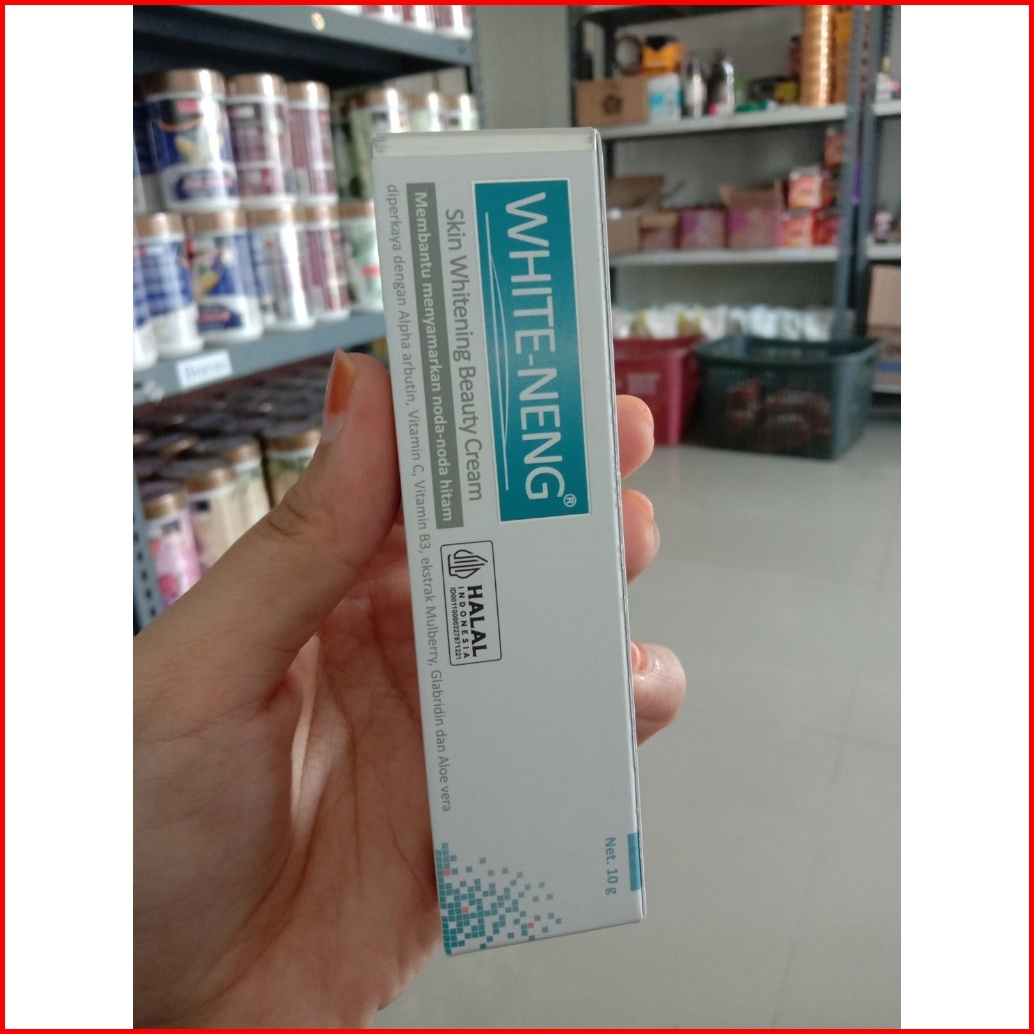 WHITE-NENG®
Skin Whitening Beauty Cream
Membantu menyamarkan noda-noda hitam
diperkaya dengan Alpha arbutin, Vitamin C, Vitamin B3, ekstrak Mulberry, Glabridin dan Aloe vera
HALAL
INDONESIA
ID00110000227871221
Net. 10 g